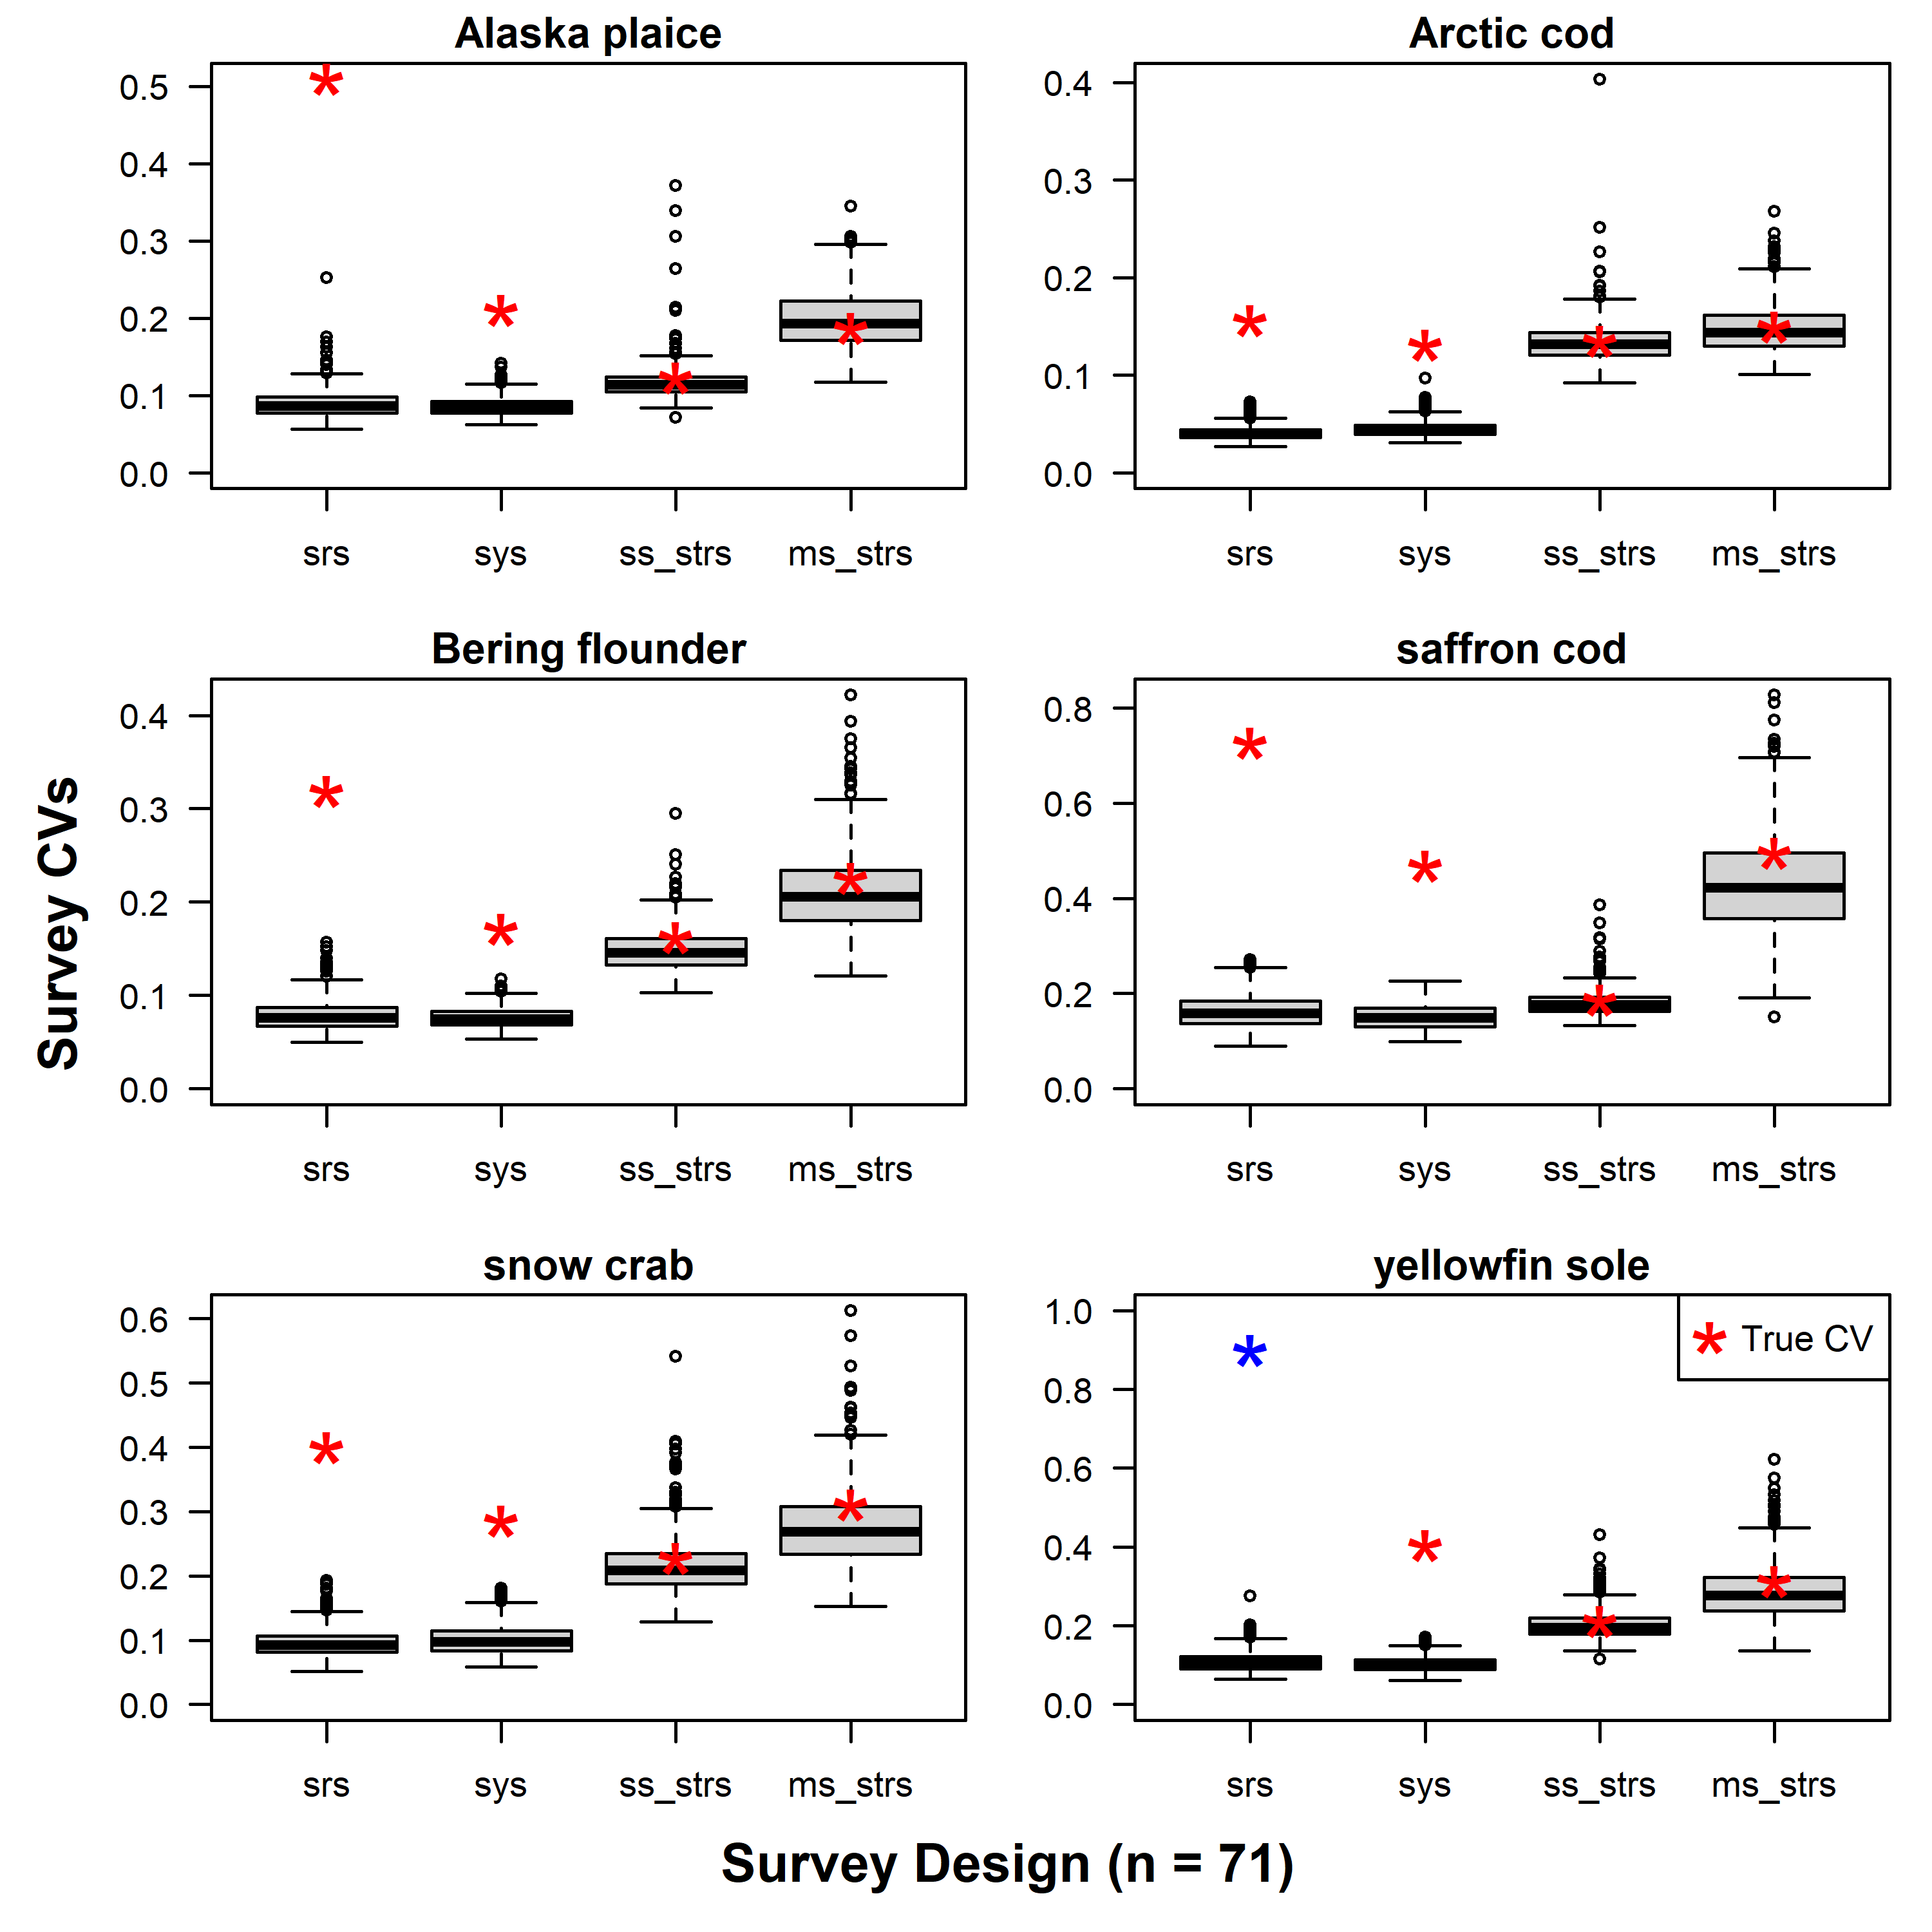 Alaska plaice
0.5
0.4
0.3
0.2
0.1
0.0
srs sys ss_strs ms_strs
Arctic cod
0.4
0.3
0.2
0.1
0.0
srs sys ss_strs ms_strs
Survey CVs
Bering flounder
0.4
0.3
0.2
0.1
0.0
srs sys ss_strs ms_strs
saffron cod
0.8
0.6
0.4
0.2
0.0
srs sys ss_strs ms_strs
snow crab
0.6
0.5
0.4
0.3
0.2
0.1
0.0
srs sys ss_strs ms_strs
yellowfin sole
1.0
0.8
0.6
0.4
0.2
0.0
* True CV
srs sys ss_strs ms_strs
Survey Design (n = 71)